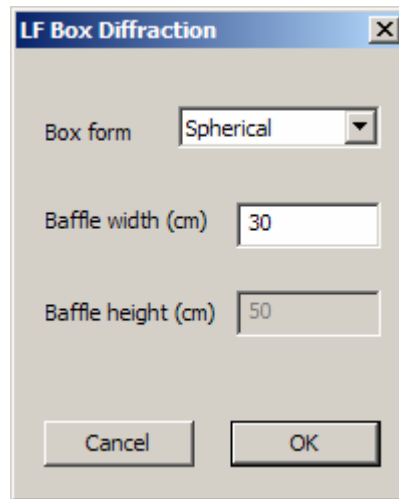 LF Box Diffraction
Box form Spherical
Baffle width (cm) 30
Baffle height (cm) 50
Cancel OK